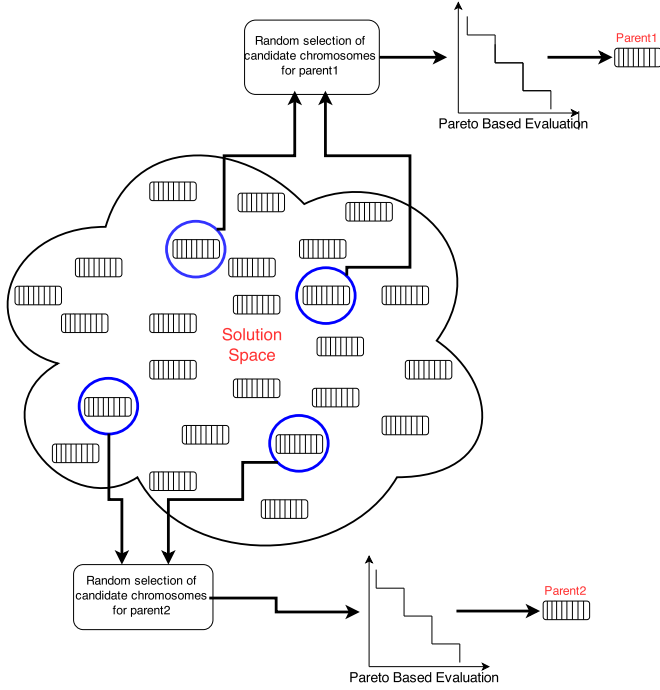 Random selection of
candidate chromosomes
for parent1
Parent1
Pareto Based Evaluation
Solution
Space
Random selection of
candidate chromosomes
for parent2
Parent2
Pareto Based Evaluation